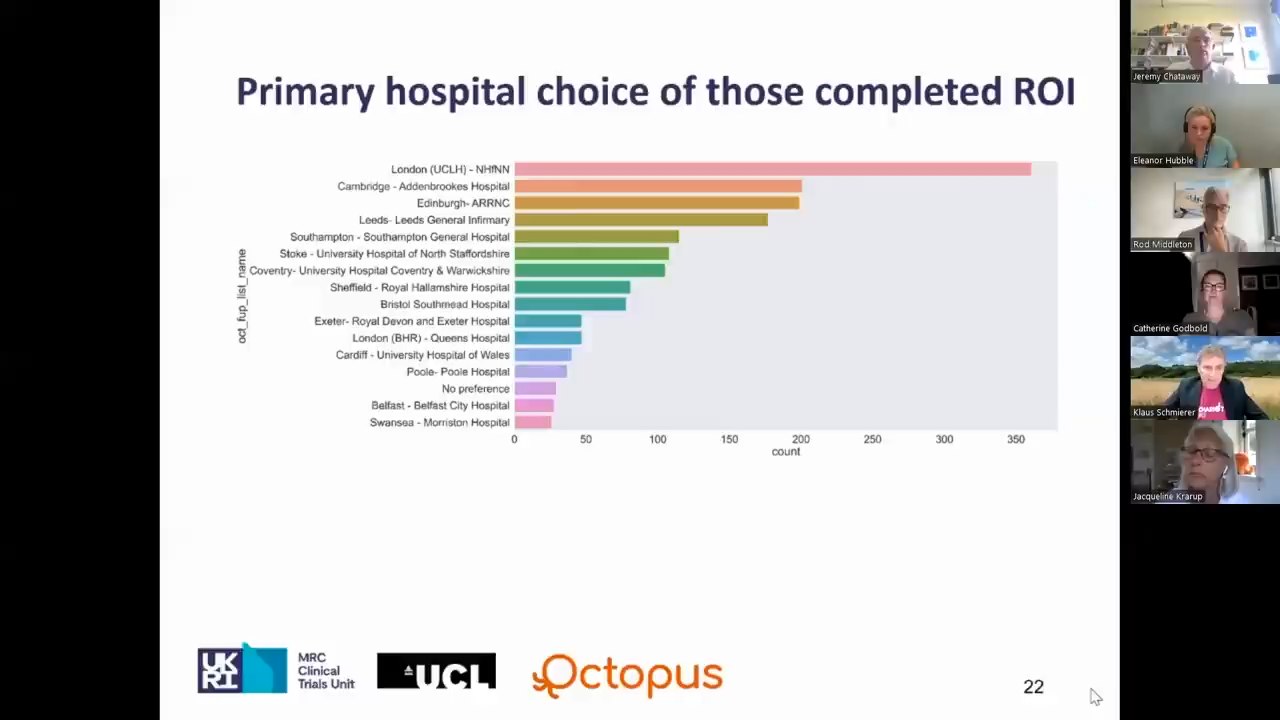 Primary hospital choice of those completed ROI
London (UCLH) - NHfNN
Cambridge - Addenbrookes Hospital
Edinburgh- ARRNC
Leeds- Leeds General Infirmary
Southampton - Southampton General Hospital
Stoke - University Hospital of North Staffordshire
Coventry- University Hospital Coventry & Warwickshire
Sheffield - Royal Hallamshire Hospital
Bristol Southmead Hospital
Exeter- Royal Devon and Exeter Hospital
London (BHR) - Queens Hospital
Cardiff - University Hospital of Wales
Poole- Poole Hospital
No preference
Belfast - Belfast City Hospital
Swansea - Morriston Hospital
oct_fup_list_name
0 50 100 150 200 250 300 350
count
UK
RI
MRC
Clinical
Trials Unit
UCL
Octopus
22
Jeremy Chataway
Eleanor Hubble
Rod Middleton
Catherine Godbold
Klaus Schmierer
Jacqueline Krarup